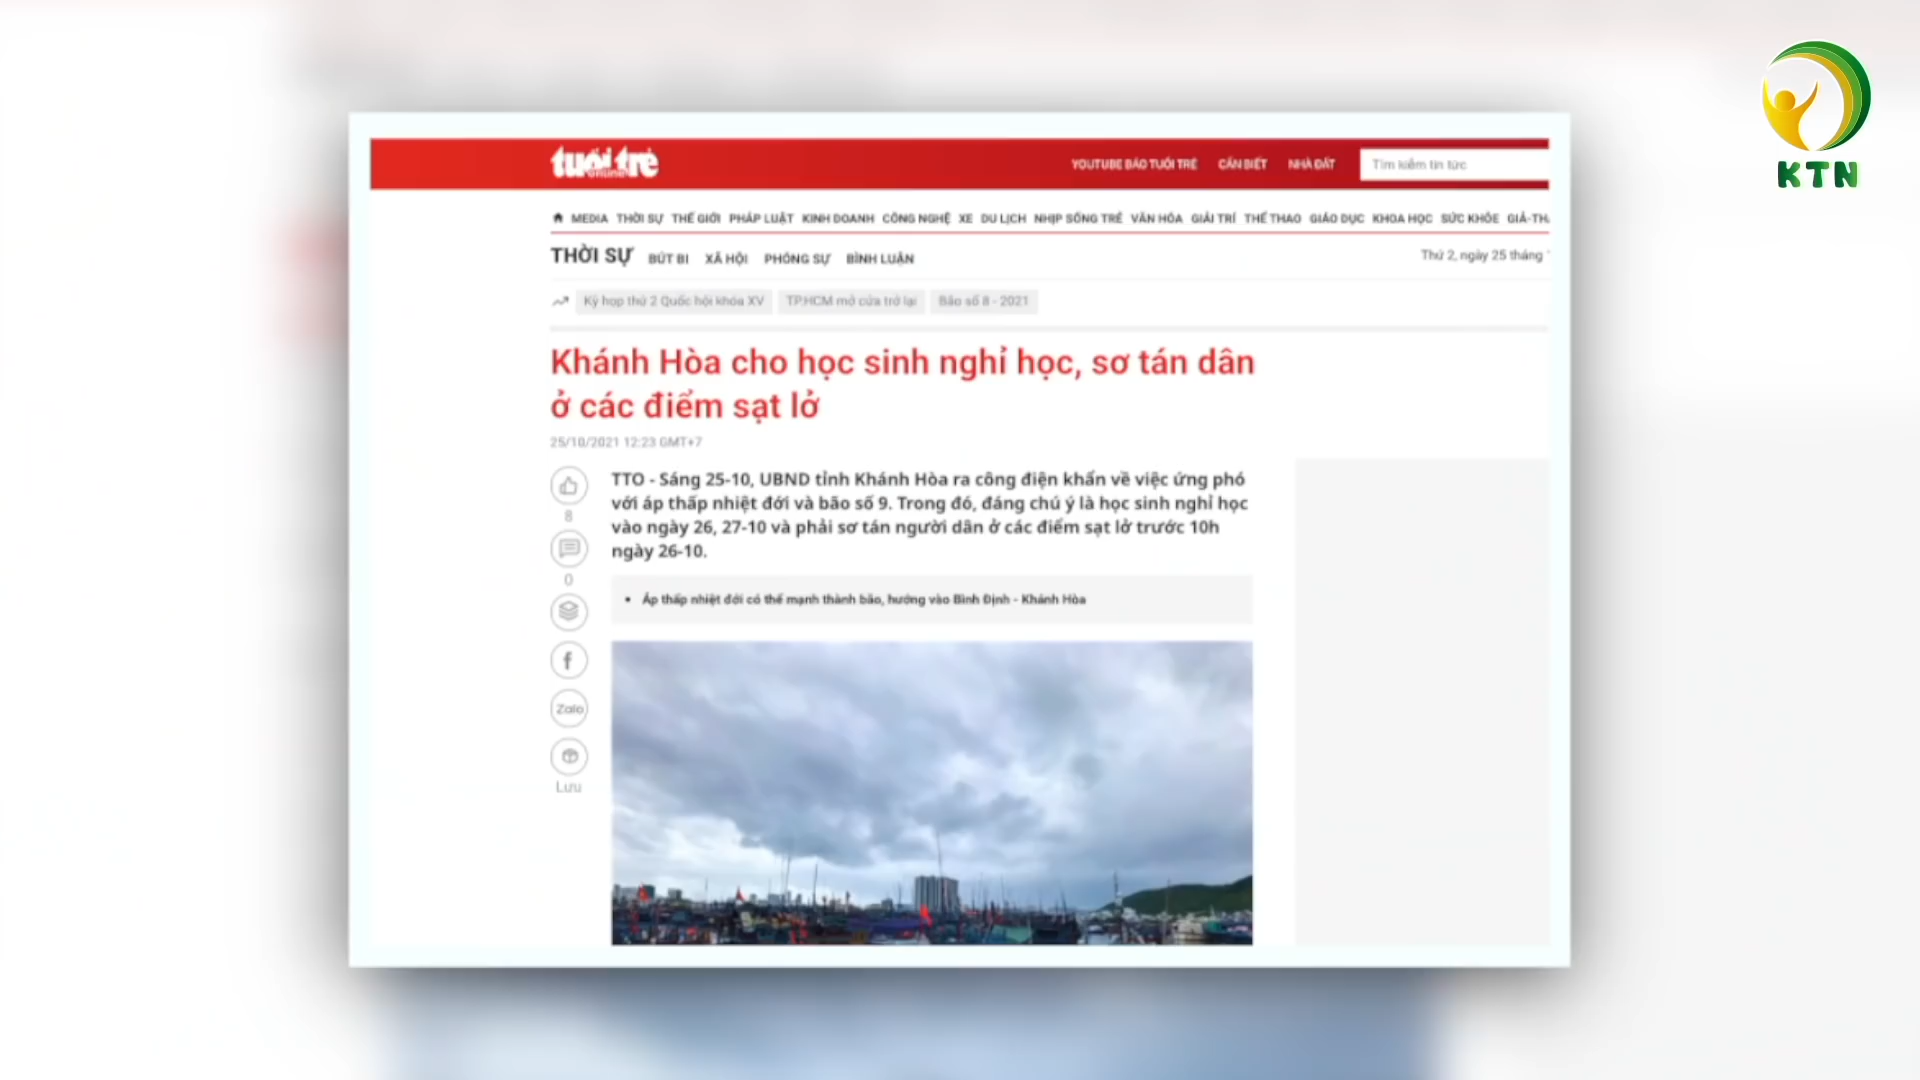 KTN
tuổi trẻ
online
YOUTUBE BÁO TUỔI TRẺ CẦN BIẾT NHÀ ĐẤT Tìm kiếm tin tức
MEDIA THỜI SỰ THẾ GIỚI PHÁP LUẬT KINH DOANH CÔNG NGHỆ XE DU LỊCH NHỊP SỐNG TRẺ VĂN HÓA GIẢI TRÍ THỂ THAO GIÁO DỤC KHOA HỌC SỨC KHỎE GIẢ-TH
THỜI SỰ BÚT BI XÃ HỘI PHÓNG SỰ BÌNH LUẬN Thứ 2, ngày 25 tháng
Kỳ họp thứ 2 Quốc hội khóa XV TP.HCM mở cửa trở lại Bão số 8 - 2021
Khánh Hòa cho học sinh nghỉ học, sơ tán dân
ở các điểm sạt lở
25/10/2021 12:23 GMT+7
TTO - Sáng 25-10, UBND tỉnh Khánh Hòa ra công điện khẩn về việc ứng phó
với áp thấp nhiệt đới và bão số 9. Trong đó, đáng chú ý là học sinh nghỉ học
vào ngày 26, 27-10 và phải sơ tán người dân ở các điểm sạt lở trước 10h
ngày 26-10.
8
0
Áp thấp nhiệt đới có thể mạnh thành bão, hướng vào Bình Định - Khánh Hòa
Zalo
Lưu